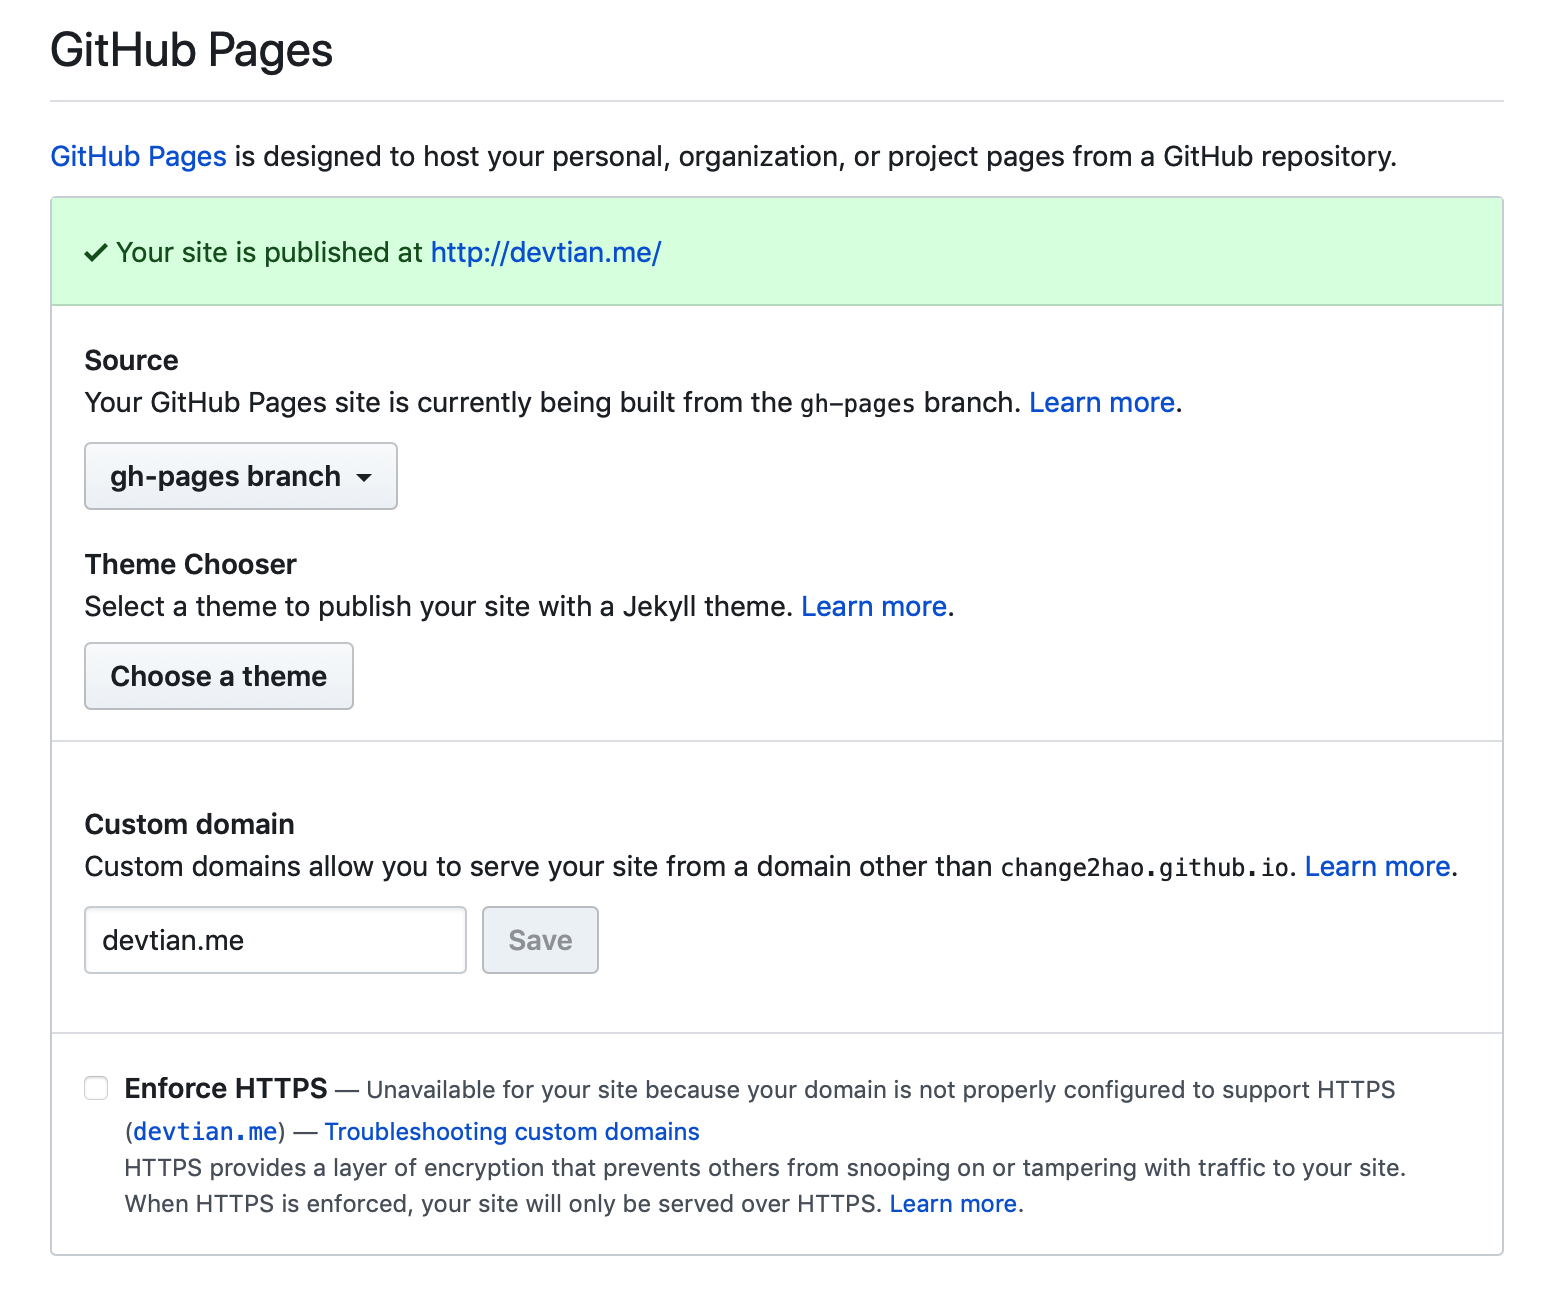 GitHub Pages
GitHub Pages is designed to host your personal, organization, or project pages from a GitHub repository.
Your site is published at http://devtian.me/
Source
Your GitHub Pages site is currently being built from the gh-pages branch. Learn more.
gh-pages branch
Theme Chooser
Select a theme to publish your site with a Jekyll theme. Learn more.
Choose a theme
Custom domain
Custom domains allow you to serve your site from a domain other than change2hao.github.io. Learn more.
devtian.me Save
Enforce HTTPS — Unavailable for your site because your domain is not properly configured to support HTTPS
(devtian.me) — Troubleshooting custom domains
HTTPS provides a layer of encryption that prevents others from snooping on or tampering with traffic to your site.
When HTTPS is enforced, your site will only be served over HTTPS. Learn more.